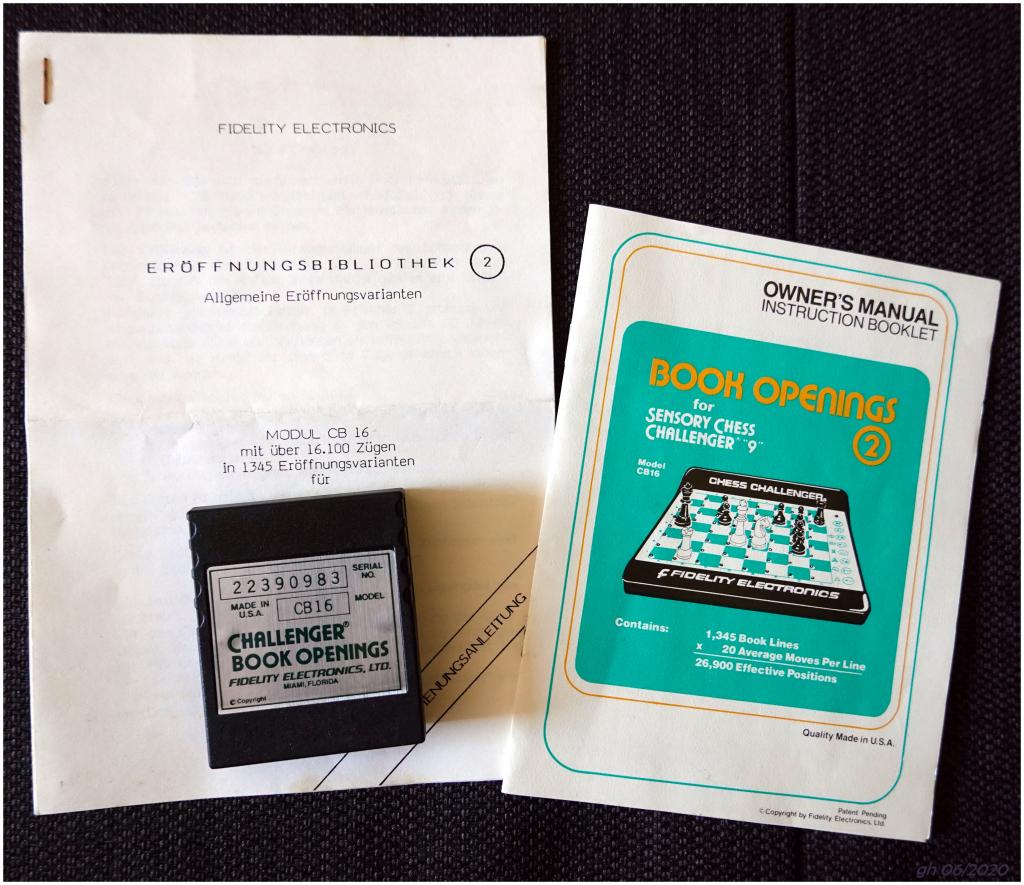 FIDELITY ELECTRONICS
ERÖFFNUNGSBIBLIOTHEK 2
Allgemeine Eröffnungsvarianten
MODUL CB 16
mit über 16.100 Zügen
in 1345 Eröffnungsvarianten
für
IENUNGSANLEITUNG
22390983 SERIAL NO.
MADE IN U.S.A. CB16 MODEL
CHALLENGER®
BOOK OPENINGS
FIDELITY ELECTRONICS, LTD.
MIAMI, FLORIDA
© Copyright
OWNER'S MANUAL
INSTRUCTION BOOKLET
BOOK OPENINGS
for
SENSORY CHESS
CHALLENGER® "9"
2
Model
CB16
CHESS CHALLENGER®
FIDELITY ELECTRONICS
Contains:
1,345 Book Lines
x 20 Average Moves Per Line
26,900 Effective Positions
Quality Made in U.S.A.
Patent Pending
© Copyright by Fidelity Electronics, Ltd.
gh 06/2020